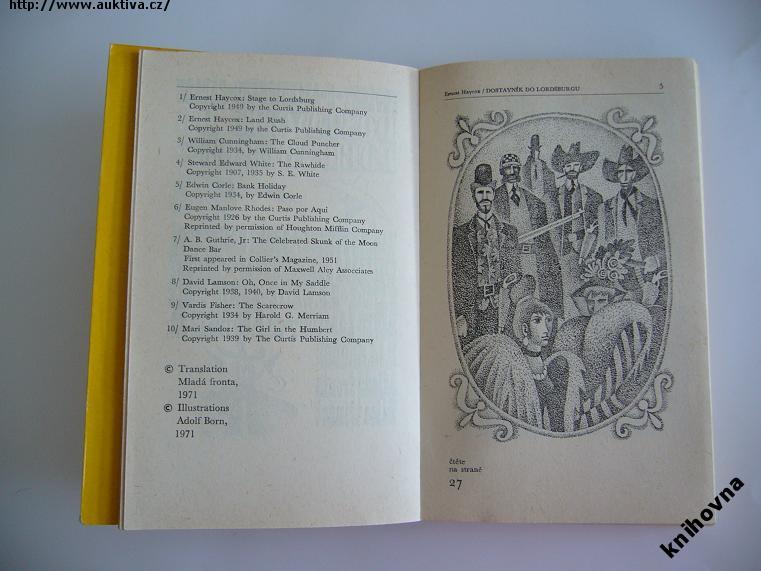 http://www.auktiva.cz/
1/ Ernest Haycox: Stage to Lordsburg
Copyright 1949 by the Curtis Publishing Company
2/ Ernest Haycox: Land Rush
Copyright 1949 by the Curtis Publishing Company
3/ William Cunningham: The Cloud Puncher
Copyright 1934, by William Cunningham
4/ Steward Edward White: The Rawhide
Copyright 1907, 1935 by S. E. White
5/ Edwin Corle: Bank Holiday
Copyright 1934, by Edwin Corle
6/ Eugen Manlove Rhodes: Paso por Aqui
Copyright 1926 by the Curtis Publishing Company
Reprinted by permission of Houghton Mifflin Company
7/ A. B. Guthrie, Jr: The Celebrated Skunk of the Moon
Dance Bar
First appeared in Collier's Magazine, 1951
Reprinted by permission of Maxwell Aley Associates
8/ David Lamson: Oh, Once in My Saddle
Copyright 1938, 1940, by David Lamson
9/ Vardis Fisher: The Scarecrow
Copyright 1934 by Harold G. Merriam
10/ Mari Sandoz: The Girl in the Humbert
Copyright 1939 by The Curtis Publishing Company
© Translation
Mladá fronta,
1971
© Illustrations
Adolf Born,
1971
Ernest Haycox / DOSTAVNÍK DO LORDSBURGU 5
čtěte
na straně
27
knihovna